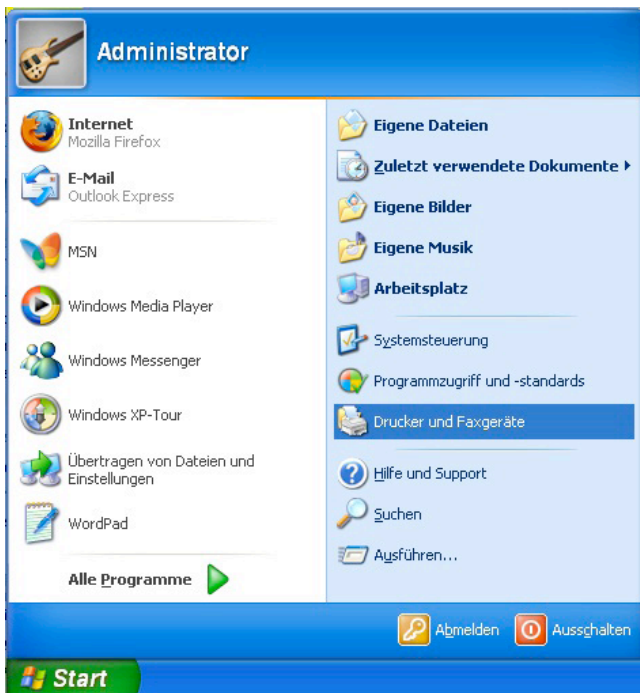 Administrator
Internet
Mozilla Firefox
E-Mail
Outlook Express
MSN
Windows Media Player
Windows Messenger
Windows XP-Tour
Übertragen von Dateien und
Einstellungen
WordPad
Alle Programme
Eigene Dateien
Zuletzt verwendete Dokumente
Eigene Bilder
Eigene Musik
Arbeitsplatz
Systemsteuerung
Programmzugriff und -standards
Drucker und Faxgeräte
Hilfe und Support
Suchen
Ausführen...
Abmelden
Ausschalten
Start